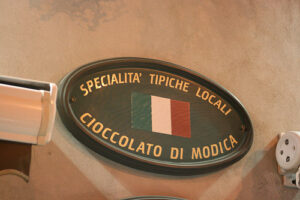 SPECIALITA' TIPICHE LOCALI
CIOCCOLATO DI MODICA